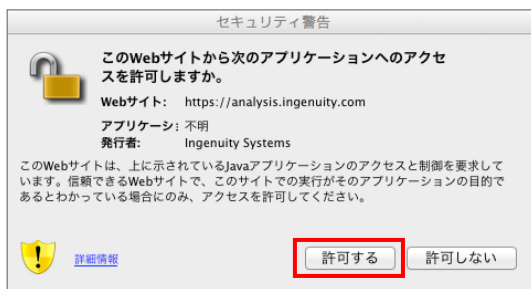 セキュリティ警告
このWebサイトから次のアプリケーションへのアクセ
スを許可しますか。
Webサイト: https://analysis.ingenuity.com
アプリケーシ: 不明
発行者: Ingenuity Systems
このWebサイトは、上に示されているJavaアプリケーションのアクセスと制御を要求して
います。信頼できるWebサイトで、このサイトでの実行がそのアプリケーションの目的で
あるとわかっている場合にのみ、アクセスを許可してください。
詳細情報 許可する 許可しない